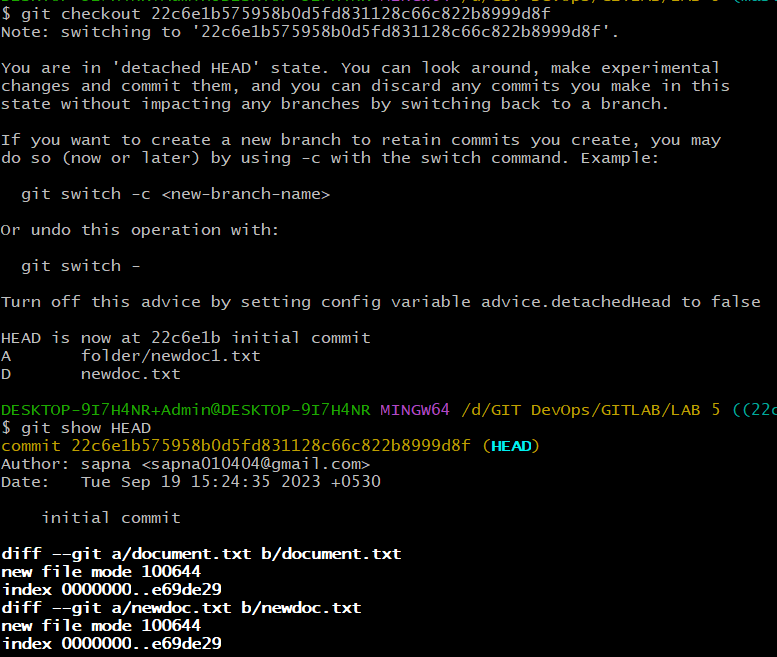 $ git checkout 22c6e1b575958b0d5fd831128c66c822b8999d8f
Note: switching to '22c6e1b575958b0d5fd831128c66c822b8999d8f'.
You are in 'detached HEAD' state. You can look around, make experimental
changes and commit them, and you can discard any commits you make in this
state without impacting any branches by switching back to a branch.
If you want to create a new branch to retain commits you create, you may
do so (now or later) by using -c with the switch command. Example:
git switch -c <new-branch-name>
Or undo this operation with:
git switch -
Turn off this advice by setting config variable advice.detachedHead to false
HEAD is now at 22c6e1b initial commit
A folder/newdoc1.txt
D newdoc.txt
DESKTOP-9I7H4NR+Admin@DESKTOP-9I7H4NR MINGW64 /d/GIT DevOps/GITLAB/LAB 5 ((22c
$ git show HEAD
commit 22c6e1b575958b0d5fd831128c66c822b8999d8f (HEAD)
Author: sapna <sapna010404@gmail.com>
Date: Tue Sep 19 15:24:35 2023 +0530
initial commit
diff --git a/document.txt b/document.txt
new file mode 100644
index 0000000..e69de29
diff --git a/newdoc.txt b/newdoc.txt
new file mode 100644
index 0000000..e69de29